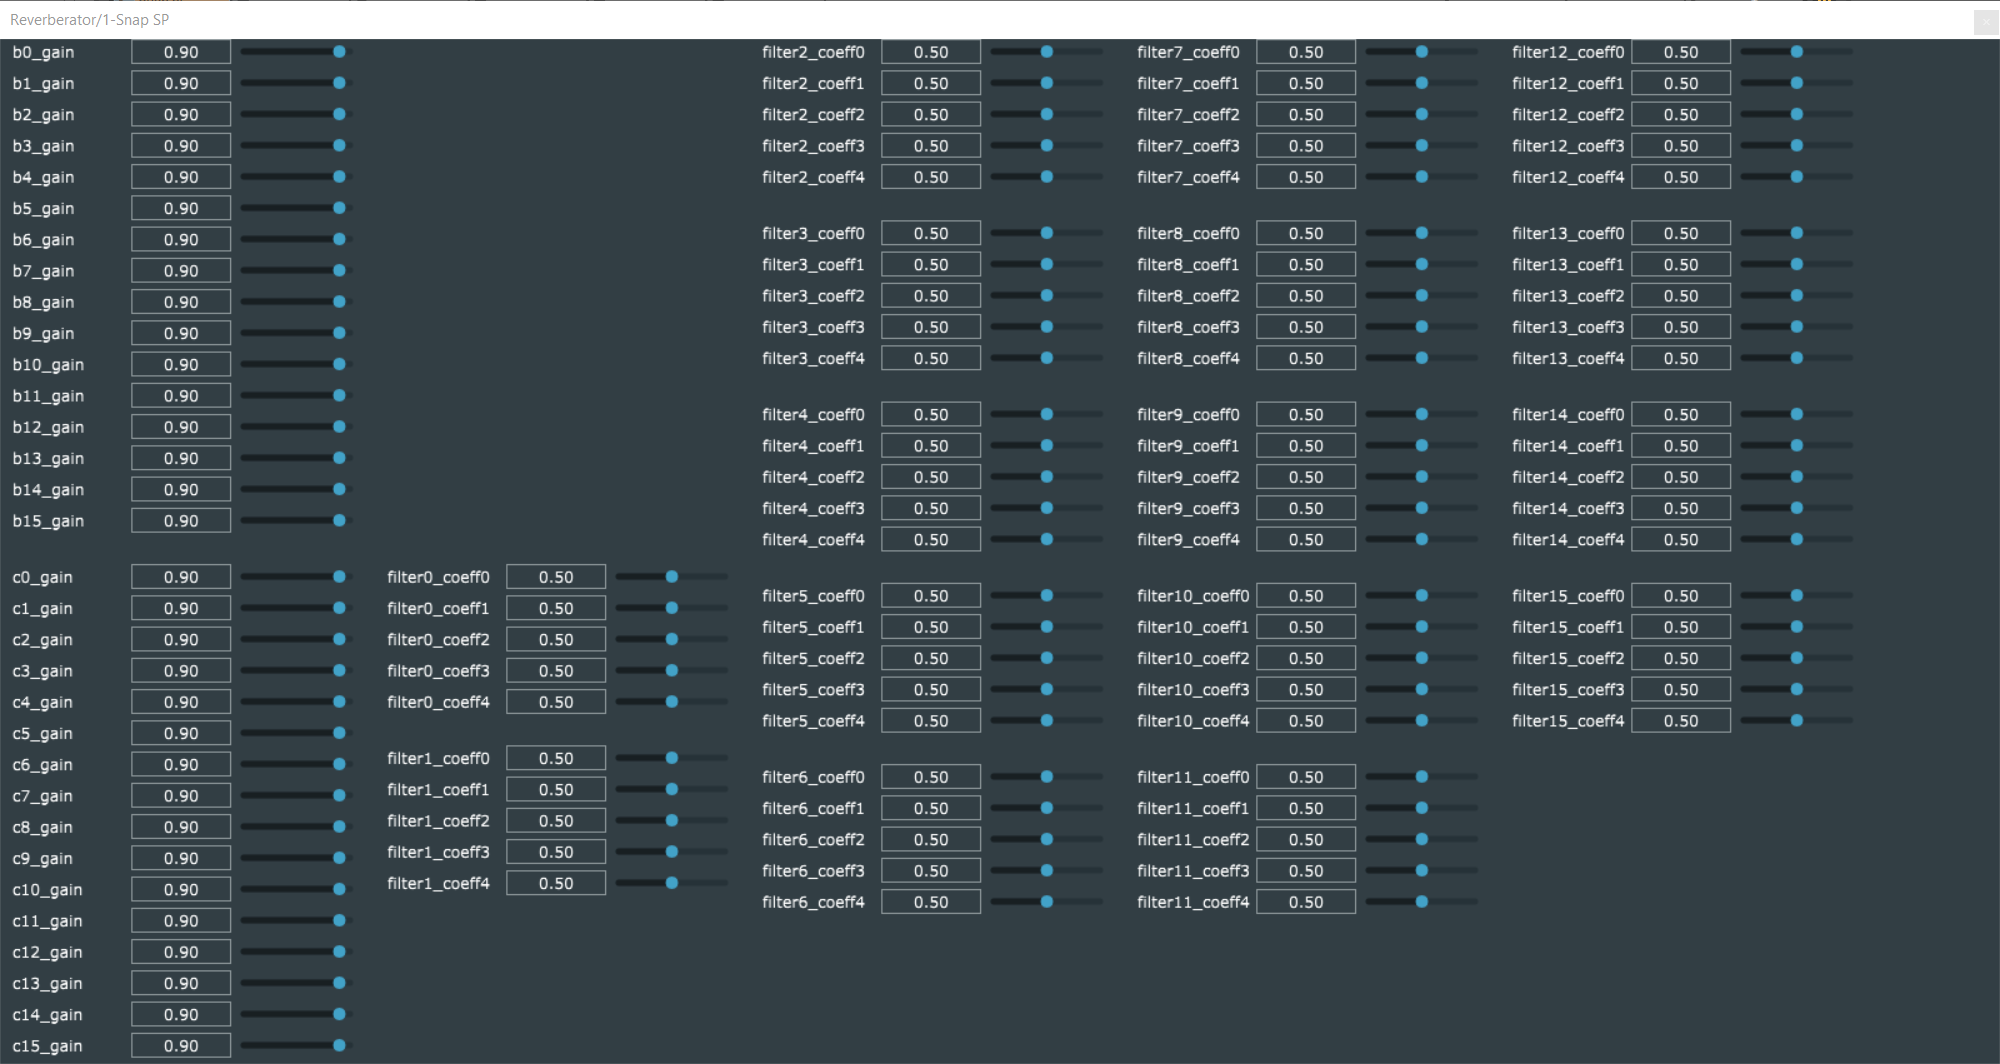 Reverberator/1-Snap SP
b0_gain 0.90
b1_gain 0.90
b2_gain 0.90
b3_gain 0.90
b4_gain 0.90
b5_gain 0.90
b6_gain 0.90
b7_gain 0.90
b8_gain 0.90
b9_gain 0.90
b10_gain 0.90
b11_gain 0.90
b12_gain 0.90
b13_gain 0.90
b14_gain 0.90
b15_gain 0.90
c0_gain 0.90
c1_gain 0.90
c2_gain 0.90
c3_gain 0.90
c4_gain 0.90
c5_gain 0.90
c6_gain 0.90
c7_gain 0.90
c8_gain 0.90
c9_gain 0.90
c10_gain 0.90
c11_gain 0.90
c12_gain 0.90
c13_gain 0.90
c14_gain 0.90
c15_gain 0.90
filter0_coeff0 0.50
filter0_coeff1 0.50
filter0_coeff2 0.50
filter0_coeff3 0.50
filter0_coeff4 0.50
filter1_coeff0 0.50
filter1_coeff1 0.50
filter1_coeff2 0.50
filter1_coeff3 0.50
filter1_coeff4 0.50
filter2_coeff0 0.50
filter2_coeff1 0.50
filter2_coeff2 0.50
filter2_coeff3 0.50
filter2_coeff4 0.50
filter3_coeff0 0.50
filter3_coeff1 0.50
filter3_coeff2 0.50
filter3_coeff3 0.50
filter3_coeff4 0.50
filter4_coeff0 0.50
filter4_coeff1 0.50
filter4_coeff2 0.50
filter4_coeff3 0.50
filter4_coeff4 0.50
filter5_coeff0 0.50
filter5_coeff1 0.50
filter5_coeff2 0.50
filter5_coeff3 0.50
filter5_coeff4 0.50
filter6_coeff0 0.50
filter6_coeff1 0.50
filter6_coeff2 0.50
filter6_coeff3 0.50
filter6_coeff4 0.50
filter7_coeff0 0.50
filter7_coeff1 0.50
filter7_coeff2 0.50
filter7_coeff3 0.50
filter7_coeff4 0.50
filter8_coeff0 0.50
filter8_coeff1 0.50
filter8_coeff2 0.50
filter8_coeff3 0.50
filter8_coeff4 0.50
filter9_coeff0 0.50
filter9_coeff1 0.50
filter9_coeff2 0.50
filter9_coeff3 0.50
filter9_coeff4 0.50
filter10_coeff0 0.50
filter10_coeff1 0.50
filter10_coeff2 0.50
filter10_coeff3 0.50
filter10_coeff4 0.50
filter11_coeff0 0.50
filter11_coeff1 0.50
filter11_coeff2 0.50
filter11_coeff3 0.50
filter11_coeff4 0.50
filter12_coeff0 0.50
filter12_coeff1 0.50
filter12_coeff2 0.50
filter12_coeff3 0.50
filter12_coeff4 0.50
filter13_coeff0 0.50
filter13_coeff1 0.50
filter13_coeff2 0.50
filter13_coeff3 0.50
filter13_coeff4 0.50
filter14_coeff0 0.50
filter14_coeff1 0.50
filter14_coeff2 0.50
filter14_coeff3 0.50
filter14_coeff4 0.50
filter15_coeff0 0.50
filter15_coeff1 0.50
filter15_coeff2 0.50
filter15_coeff3 0.50
filter15_coeff4 0.50